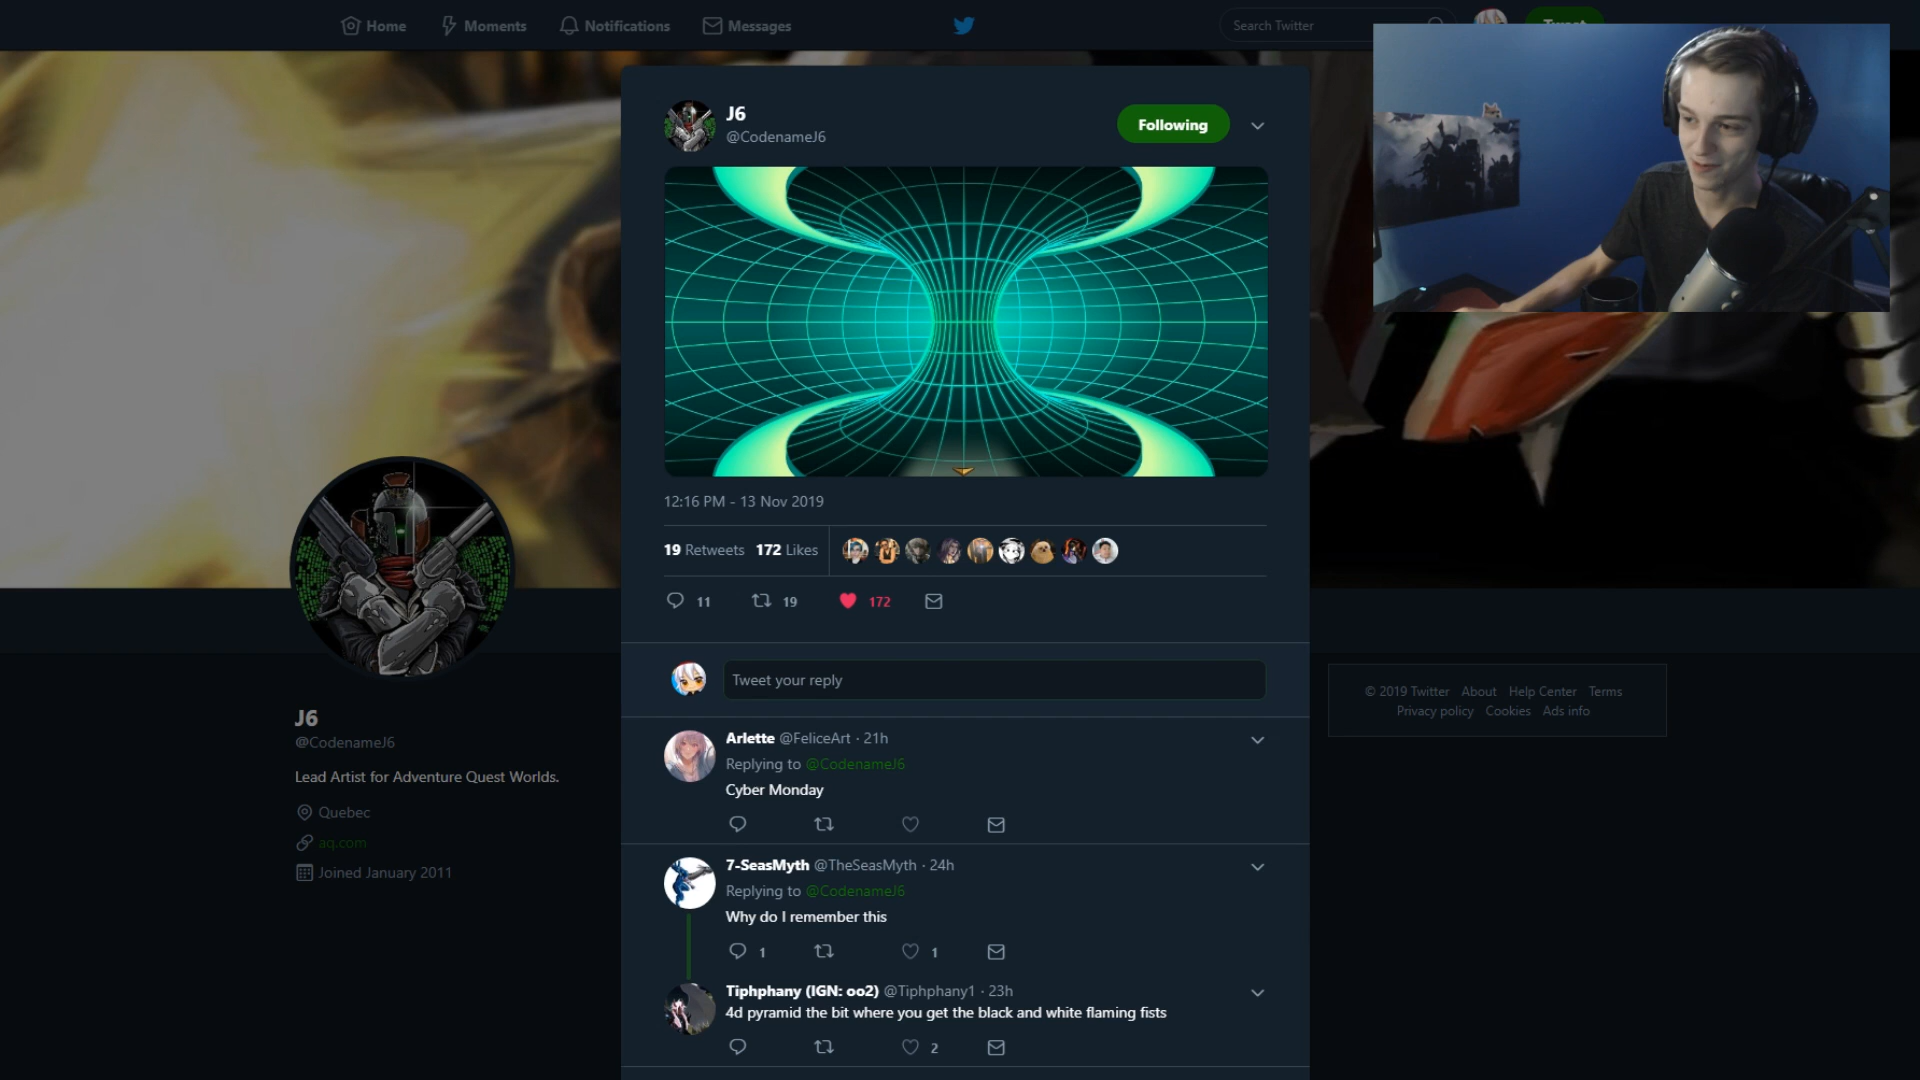 Home
Moments
Notifications
Messages
Search Twitter
Tweet
J6
@CodenameJ6
Following
12:16 PM - 13 Nov 2019
19 Retweets 172 Likes
11 19 172
Tweet your reply
Arlette @FeliceArt · 21h
Replying to @CodenameJ6
Cyber Monday
7-SeasMyth @TheSeasMyth · 24h
Replying to @CodenameJ6
Why do I remember this
1 1
Tiphphany (IGN: oo2) @Tiphphany1 · 23h
4d pyramid the bit where you get the black and white flaming fists
2
J6
@CodenameJ6
Lead Artist for Adventure Quest Worlds.
Quebec
aq.com
Joined January 2011
© 2019 Twitter About Help Center Terms
Privacy policy Cookies Ads info